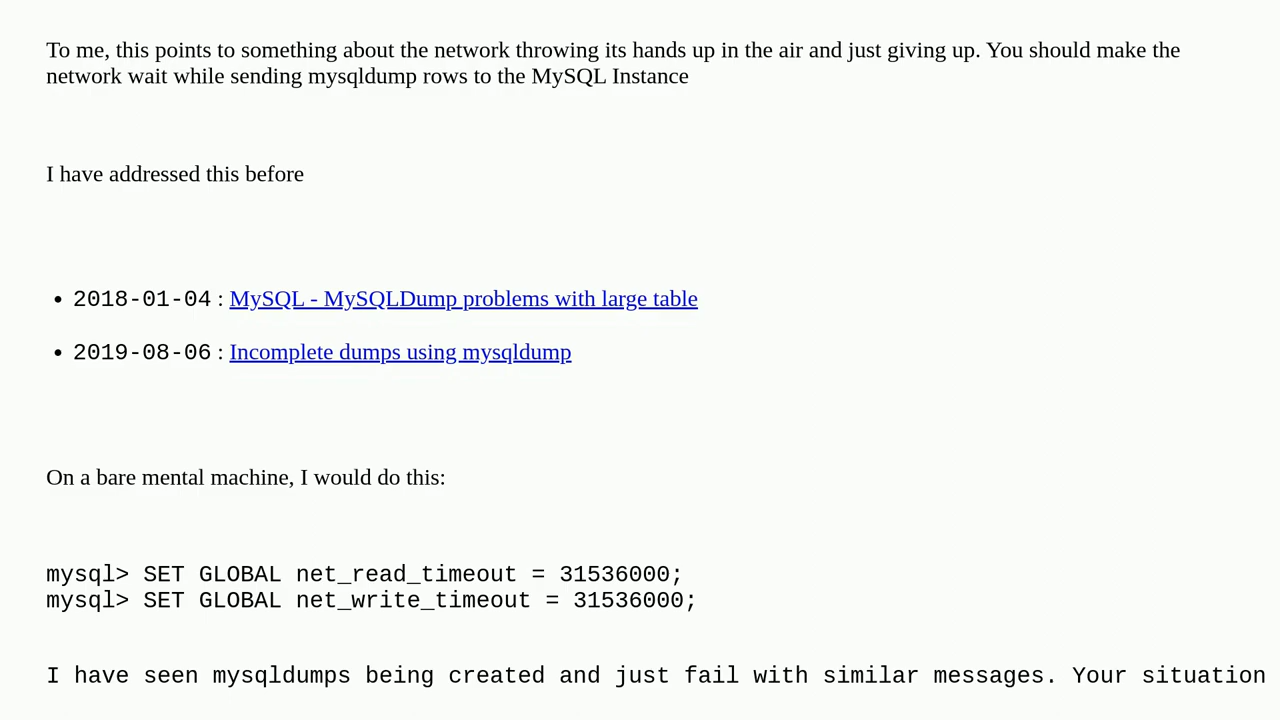 To me, this points to something about the network throwing its hands up in the air and just giving up. You should make the
network wait while sending mysqldump rows to the MySQL Instance
I have addressed this before
• 2018-01-04 : MySQL - MySQLDump problems with large table
• 2019-08-06 : Incomplete dumps using mysqldump
On a bare mental machine, I would do this:
mysql> SET GLOBAL net_read_timeout = 31536000;
mysql> SET GLOBAL net_write_timeout = 31536000;
I have seen mysqldumps being created and just fail with similar messages. Your situation